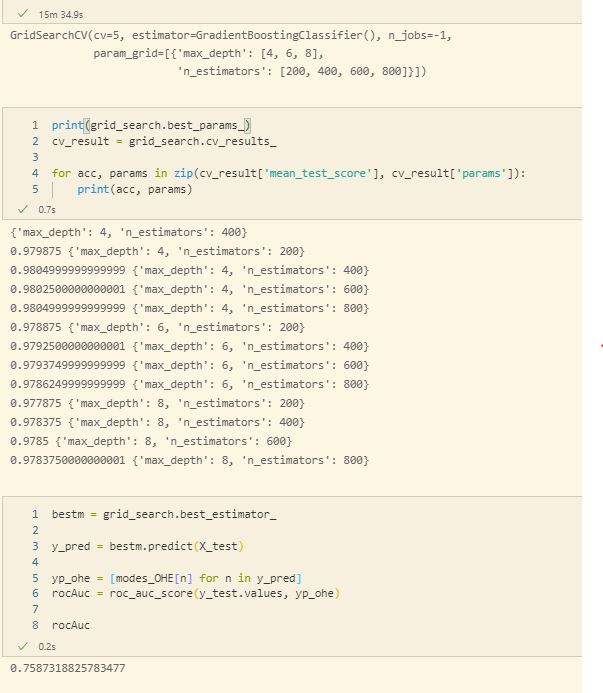 ✓ 15m 34.9s
GridSearchCV(cv=5, estimator=GradientBoostingClassifier(), n_jobs=-1,
             param_grid=[{'max_depth': [4, 6, 8],
                          'n_estimators': [200, 400, 600, 800]}])
1 print(grid_search.best_params_)
2 cv_result = grid_search.cv_results_
3
4 for acc, params in zip(cv_result['mean_test_score'], cv_result['params']):
5     print(acc, params)
✓ 0.7s
{'max_depth': 4, 'n_estimators': 400}
0.979875 {'max_depth': 4, 'n_estimators': 200}
0.9804999999999999 {'max_depth': 4, 'n_estimators': 400}
0.9802500000000001 {'max_depth': 4, 'n_estimators': 600}
0.9804999999999999 {'max_depth': 4, 'n_estimators': 800}
0.978875 {'max_depth': 6, 'n_estimators': 200}
0.9792500000000001 {'max_depth': 6, 'n_estimators': 400}
0.9793749999999999 {'max_depth': 6, 'n_estimators': 600}
0.9786249999999999 {'max_depth': 6, 'n_estimators': 800}
0.977875 {'max_depth': 8, 'n_estimators': 200}
0.978375 {'max_depth': 8, 'n_estimators': 400}
0.9785 {'max_depth': 8, 'n_estimators': 600}
0.9783750000000001 {'max_depth': 8, 'n_estimators': 800}
1 bestm = grid_search.best_estimator_
2
3 y_pred = bestm.predict(X_test)
4
5 yp_ohe = [modes_OHE[n] for n in y_pred]
6 rocAuc = roc_auc_score(y_test.values, yp_ohe)
7
8 rocAuc
✓ 0.2s
0.7587318825783477